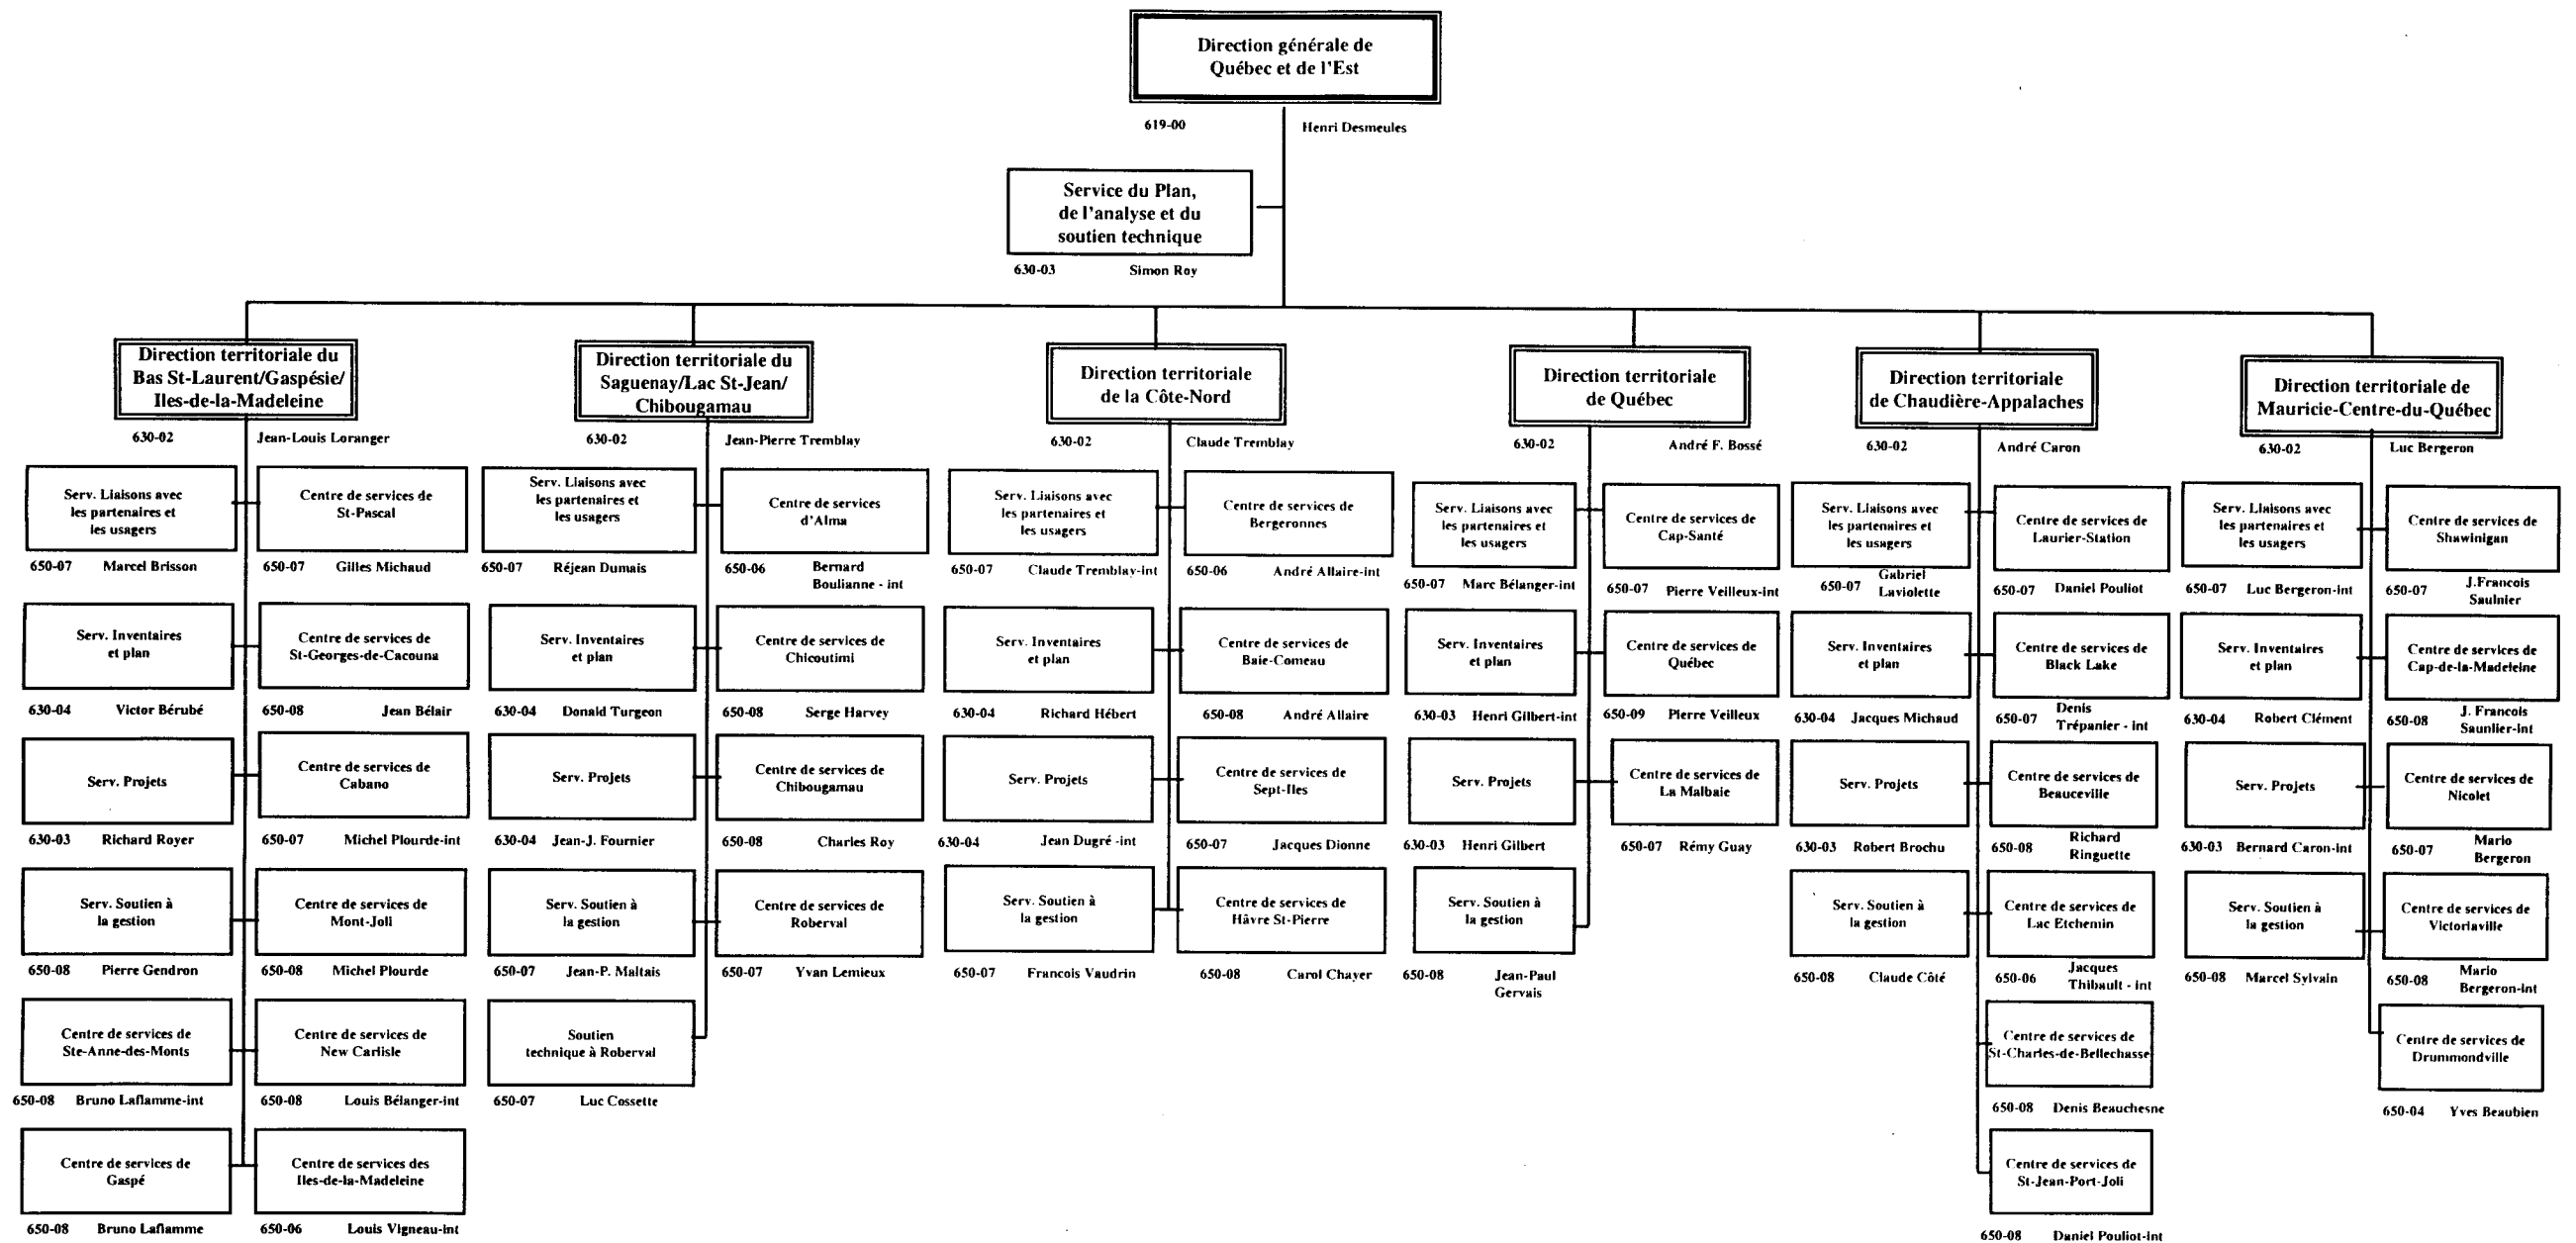 Direction générale de
Québec et de l'Est
619-00 Henri Desmeules
Service du Plan,
de l'analyse et du
soutien technique
630-03 Simon Roy
Direction territoriale du
Bas St-Laurent/Gaspésie/
Iles-de-la-Madeleine
630-02 Jean-Louis Loranger
Serv. Liaisons avec
les partenaires et
les usagers
650-07 Marcel Brisson
Centre de services de
St-Pascal
650-07 Gilles Michaud
Serv. Inventaires
et plan
630-04 Victor Bérubé
Centre de services de
St-Georges-de-Cacouna
650-08 Jean Bélair
Serv. Projets
630-03 Richard Royer
Centre de services de
Cabano
650-07 Michel Plourde-int
Serv. Soutien à
la gestion
650-08 Pierre Gendron
Centre de services de
Mont-Joli
650-08 Michel Plourde
Centre de services de
Ste-Anne-des-Monts
650-08 Bruno Laflamme-int
Centre de services de
New Carlisle
650-08 Louis Bélanger-int
Centre de services de
Gaspé
650-08 Bruno Laflamme
Centre de services des
Iles-de-la-Madeleine
650-06 Louis Vigneau-int
Direction territoriale du
Saguenay/Lac St-Jean/
Chibougamau
630-02 Jean-Pierre Tremblay
Serv. Liaisons avec
les partenaires et
les usagers
650-07 Réjean Dumais
Centre de services
d'Alma
650-06 Bernard
Boulianne - int
Serv. Inventaires
et plan
630-04 Donald Turgeon
Centre de services de
Chicoutimi
650-08 Serge Harvey
Serv. Projets
630-04 Jean-J. Fournier
Centre de services de
Chibougamau
650-08 Charles Roy
Serv. Soutien à
la gestion
650-07 Jean-P. Maltais
Centre de services de
Roberval
650-07 Yvan Lemieux
Soutien
technique à Roberval
650-07 Luc Cossette
Direction territoriale
de la Côte-Nord
630-02 Claude Tremblay
Serv. Liaisons avec
les partenaires et
les usagers
650-07 Claude Tremblay-int
Centre de services de
Bergeronnes
650-06 André Allaire-int
Serv. Inventaires
et plan
630-04 Richard Hébert
Centre de services de
Baie-Comeau
650-08 André Allaire
Serv. Projets
630-04 Jean Dugré -int
Centre de services de
Sept-Iles
650-07 Jacques Dionne
Serv. Soutien à
la gestion
650-07 Francois Vaudrin
Centre de services de
Hâvre St-Pierre
650-08 Carol Chayer
Direction territoriale
de Québec
630-02 André F. Bossé
Serv. Liaisons avec
les partenaires et
les usagers
650-07 Marc Bélanger-int
Centre de services de
Cap-Santé
650-07 Pierre Veilleux-int
Serv. Inventaires
et plan
630-03 Henri Gilbert-int
Centre de services de
Québec
650-09 Pierre Veilleux
Serv. Projets
630-03 Henri Gilbert
Centre de services de
La Malbaie
650-07 Rémy Guay
Serv. Soutien à
la gestion
650-08 Jean-Paul
Gervais
Direction territoriale
de Chaudière-Appalaches
630-02 André Caron
Serv. Liaisons avec
les partenaires et
les usagers
650-07 Gabriel
Laviolette
Centre de services de
Laurier-Station
650-07 Daniel Pouliot
Serv. Inventaires
et plan
630-04 Jacques Michaud
Centre de services de
Black Lake
650-07 Denis
Trépanier - int
Serv. Projets
630-03 Robert Brochu
Centre de services de
Beauceville
650-08 Richard
Ringuette
Serv. Soutien à
la gestion
650-08 Claude Côté
Centre de services de
Lac Etchemin
650-06 Jacques
Thibault - int
Centre de services de
St-Charles-de-Bellechasse
650-08 Denis Beauchesne
Centre de services de
St-Jean-Port-Joli
650-08 Daniel Pouliot-int
Direction territoriale de
Mauricie-Centre-du-Québec
630-02 Luc Bergeron
Serv. Liaisons avec
les partenaires et
les usagers
650-07 Luc Bergeron-int
Centre de services de
Shawinigan
650-07 J.Francois
Saulnier
Serv. Inventaires
et plan
630-04 Robert Clément
Centre de services de
Cap-de-la-Madeleine
650-08 J. Francois
Saunlier-int
Serv. Projets
630-03 Bernard Caron-int
Centre de services de
Nicolet
650-07 Mario
Bergeron
Serv. Soutien à
la gestion
650-08 Marcel Sylvain
Centre de services de
Victoriaville
650-08 Mario
Bergeron-int
Centre de services de
Drummondville
650-04 Yves Beaubien